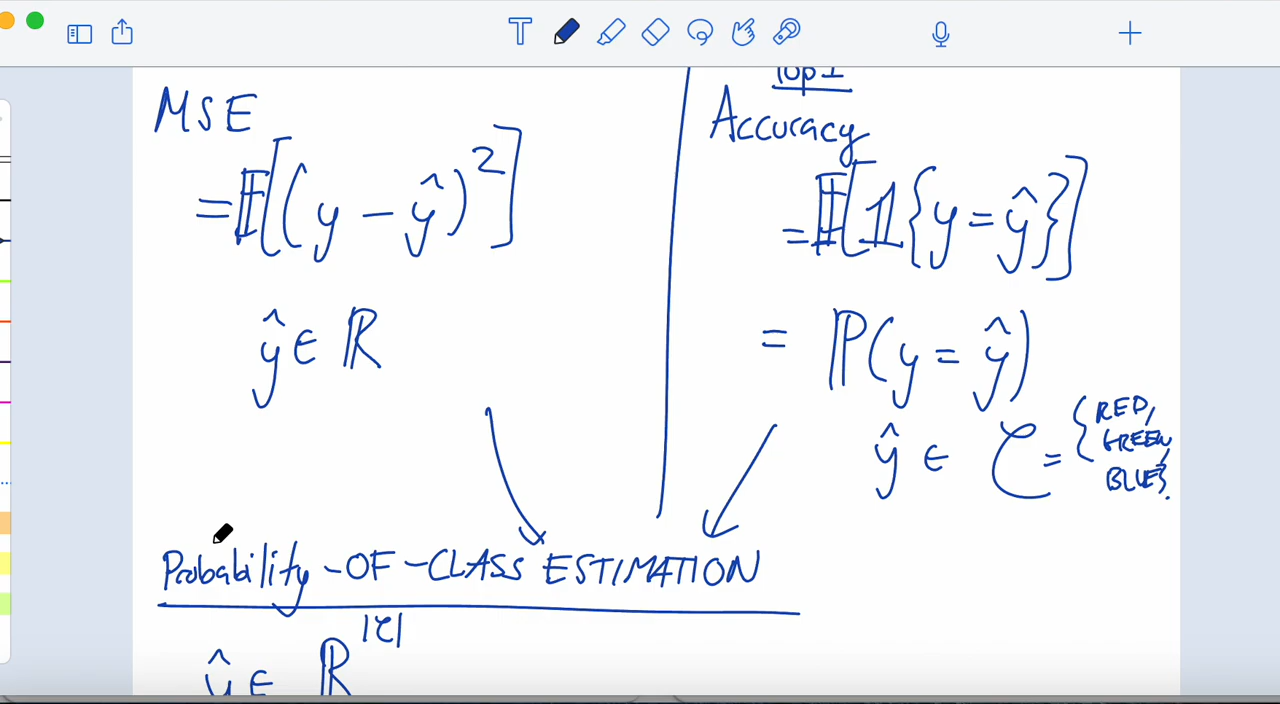 MSE
= 𝔼[(y − ŷ)²]
ŷ ∈ ℝ
Top 1
Accuracy
= 𝔼[𝟙{y = ŷ}]
= ℙ(y = ŷ)
ŷ ∈ 𝒞 = {RED,
GREEN,
BLUE}.
Probability-OF-CLASS ESTIMATION
ŷ ∈ ℝ^|𝒞|